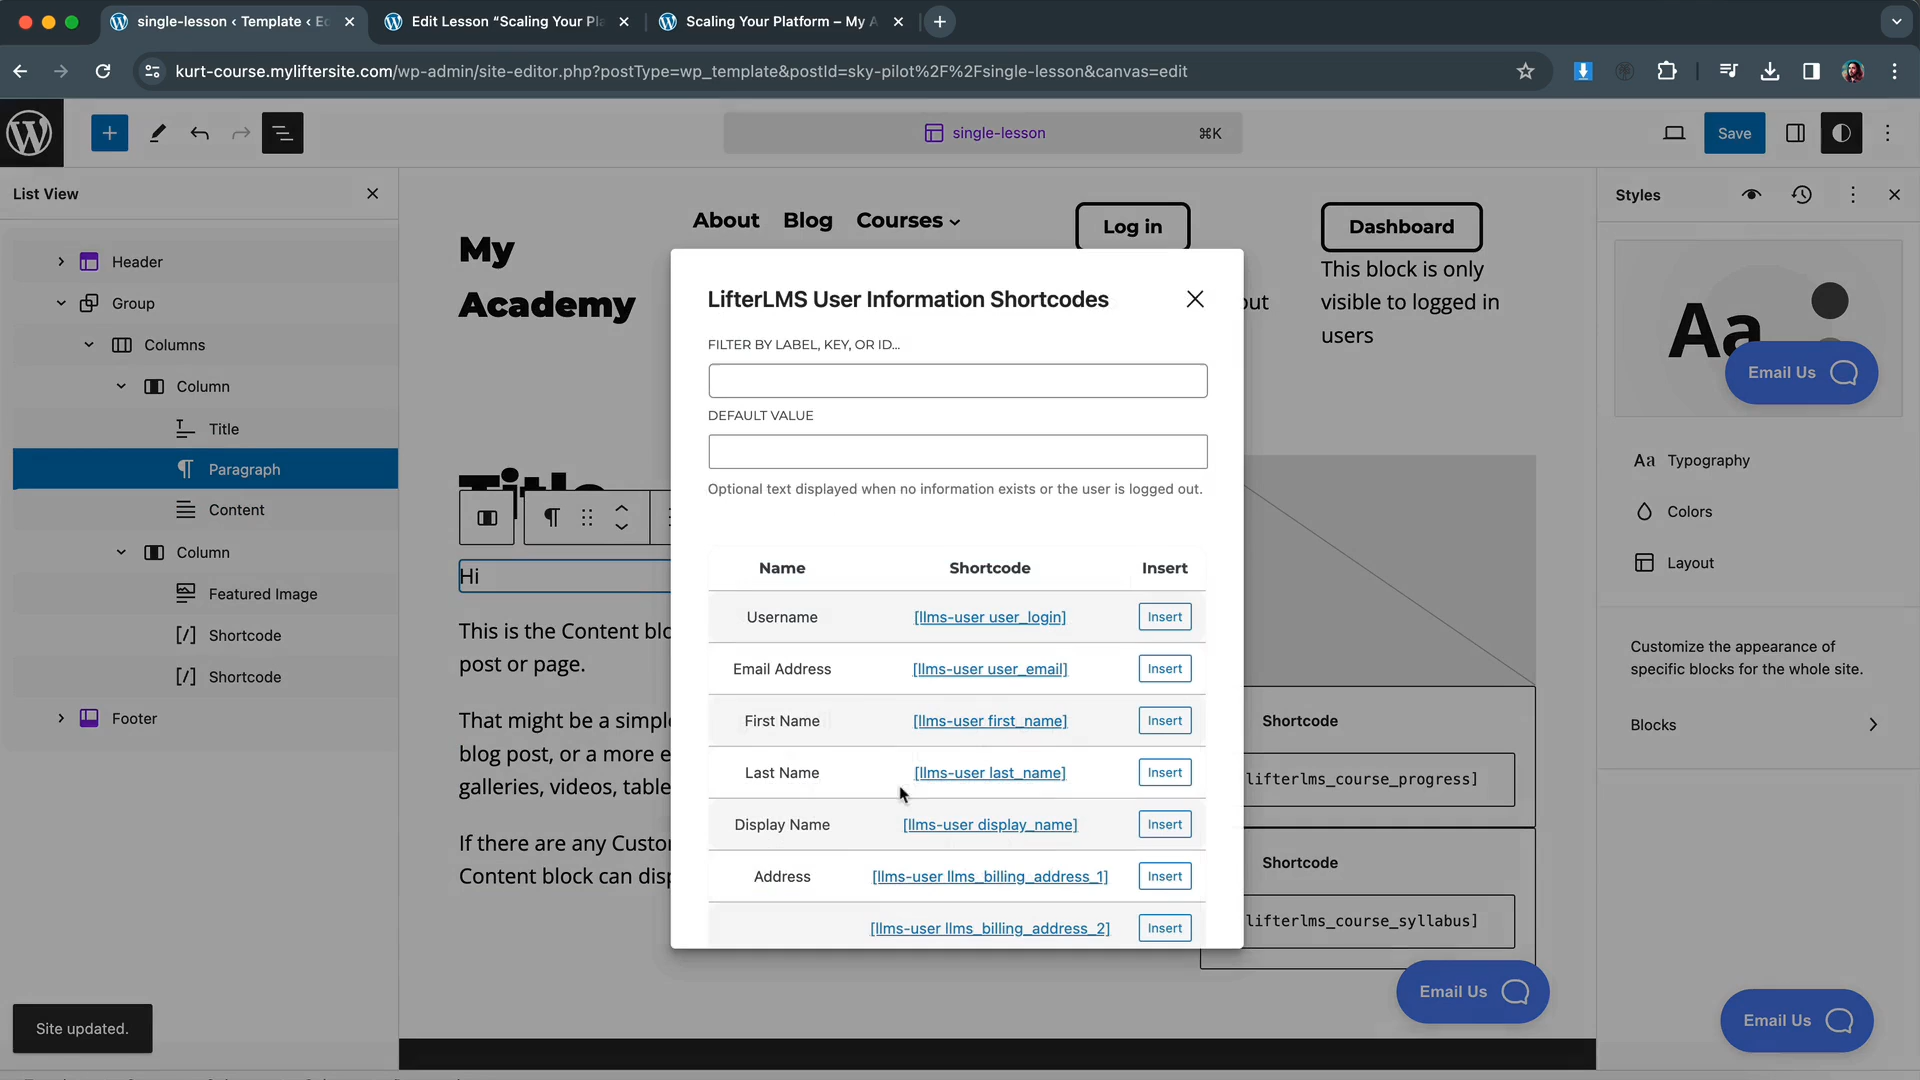 single-lesson ‹ Template ‹ Ed
Edit Lesson “Scaling Your Pla
Scaling Your Platform – My A
kurt-course.myliftersite.com/wp-admin/site-editor.php?postType=wp_template&postId=sky-pilot%2F%2Fsingle-lesson&canvas=edit
single-lesson
⌘K
Save
List View
Header
Group
Columns
Column
Title
Paragraph
Content
Column
Featured Image
Shortcode
Shortcode
Footer
Site updated.
My
Academy
About
Blog
Courses
Log in
out
Dashboard
This block is only
visible to logged in
users
Title
Hi
This is the Content blo
post or page.
That might be a simple
blog post, or a more e
galleries, videos, table
If there are any Custo
Content block can disp
LifterLMS User Information Shortcodes
FILTER BY LABEL, KEY, OR ID...
DEFAULT VALUE
Optional text displayed when no information exists or the user is logged out.
Name Shortcode Insert
Username [llms-user user_login] Insert
Email Address [llms-user user_email] Insert
First Name [llms-user first_name] Insert
Last Name [llms-user last_name] Insert
Display Name [llms-user display_name] Insert
Address [llms-user llms_billing_address_1] Insert
[llms-user llms_billing_address_2] Insert
Shortcode
lifterlms_course_progress]
Shortcode
lifterlms_course_syllabus]
Email Us
Styles
Aa
Email Us
Aa Typography
Colors
Layout
Customize the appearance of
specific blocks for the whole site.
Blocks
Email Us